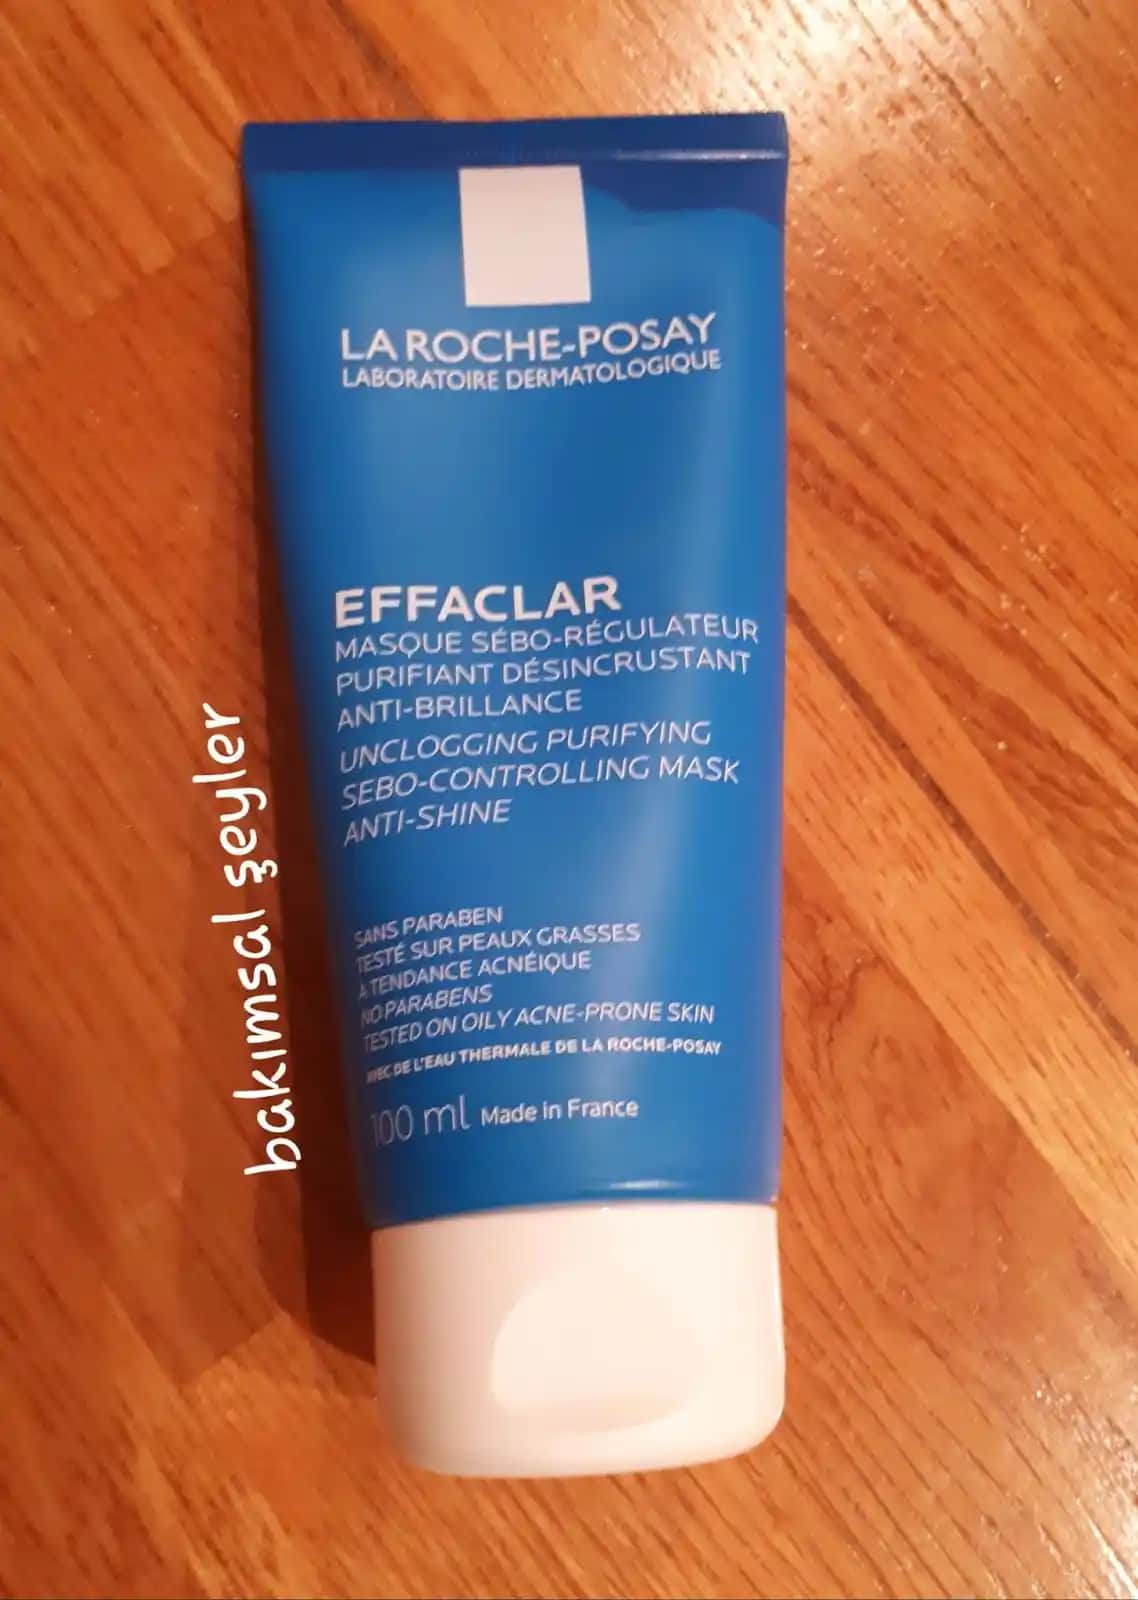 LA ROCHE-POSAY
LABORATOIRE DERMATOLOGIQUE
EFFACLAR
MASQUE SÉBO-RÉGULATEUR
PURIFIANT DÉSINCRUSTANT
ANTI-BRILLANCE
UNCLOGGING PURIFYING
SEBO-CONTROLLING MASK
ANTI-SHINE
SANS PARABEN
TESTÉ SUR PEAUX GRASSES
À TENDANCE ACNÉIQUE
NO PARABENS
TESTED ON OILY ACNE-PRONE SKIN
AVEC DE L'EAU THERMALE DE LA ROCHE-POSAY
100 ml Made in France
bakımsal şeyler